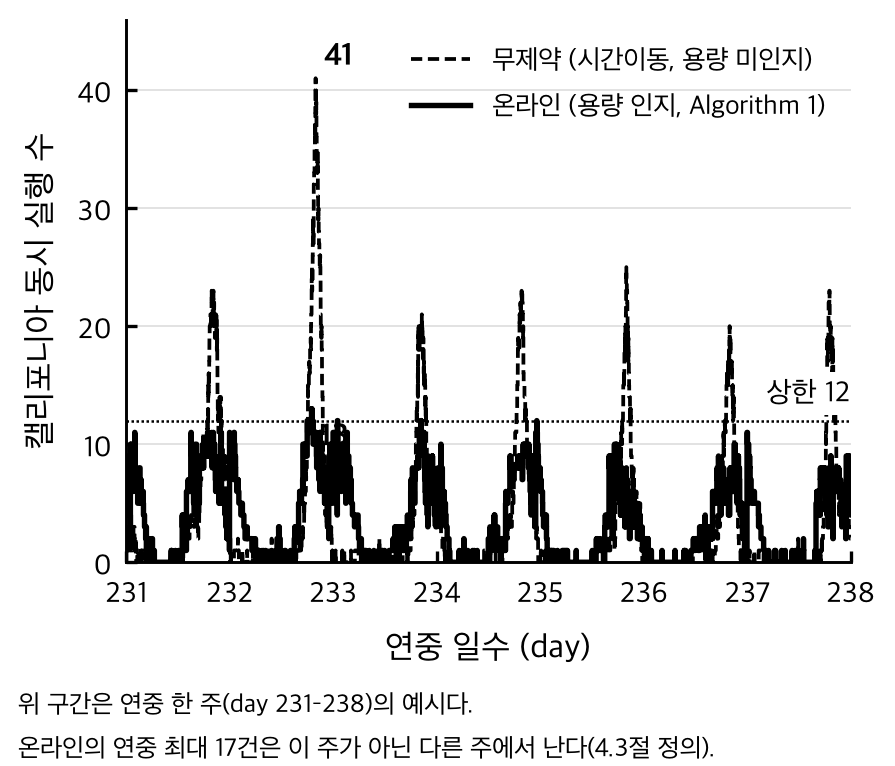 41
무제약 (시간이동, 용량 미인지)
온라인 (용량 인지, Algorithm 1)
캘리포니아 동시 실행 수
40
30
20
10
0
상한 12
231 232 233 234 235 236 237 238
연중 일수 (day)
위 구간은 연중 한 주(day 231-238)의 예시다.
온라인의 연중 최대 17건은 이 주가 아닌 다른 주에서 난다(4.3절 정의).